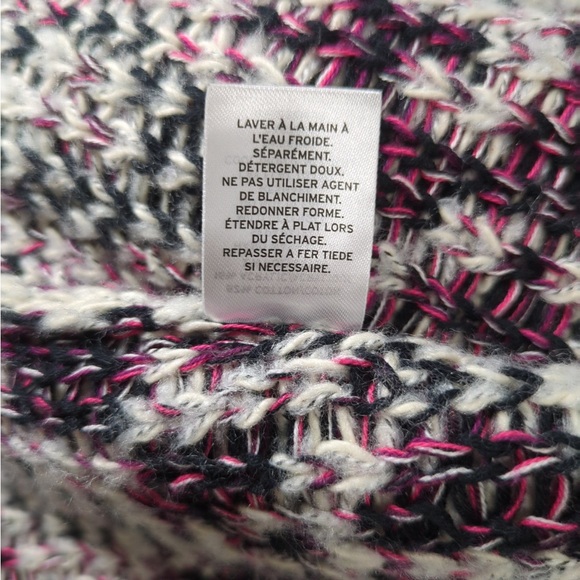 LAVER À LA MAIN À
L'EAU FROIDE.
SÉPARÉMENT.
DÉTERGENT DOUX.
NE PAS UTILISER AGENT
DE BLANCHIMENT.
REDONNER FORME.
ÉTENDRE À PLAT LORS
DU SÉCHAGE.
REPASSER A FER TIEDE
SI NECESSAIRE.